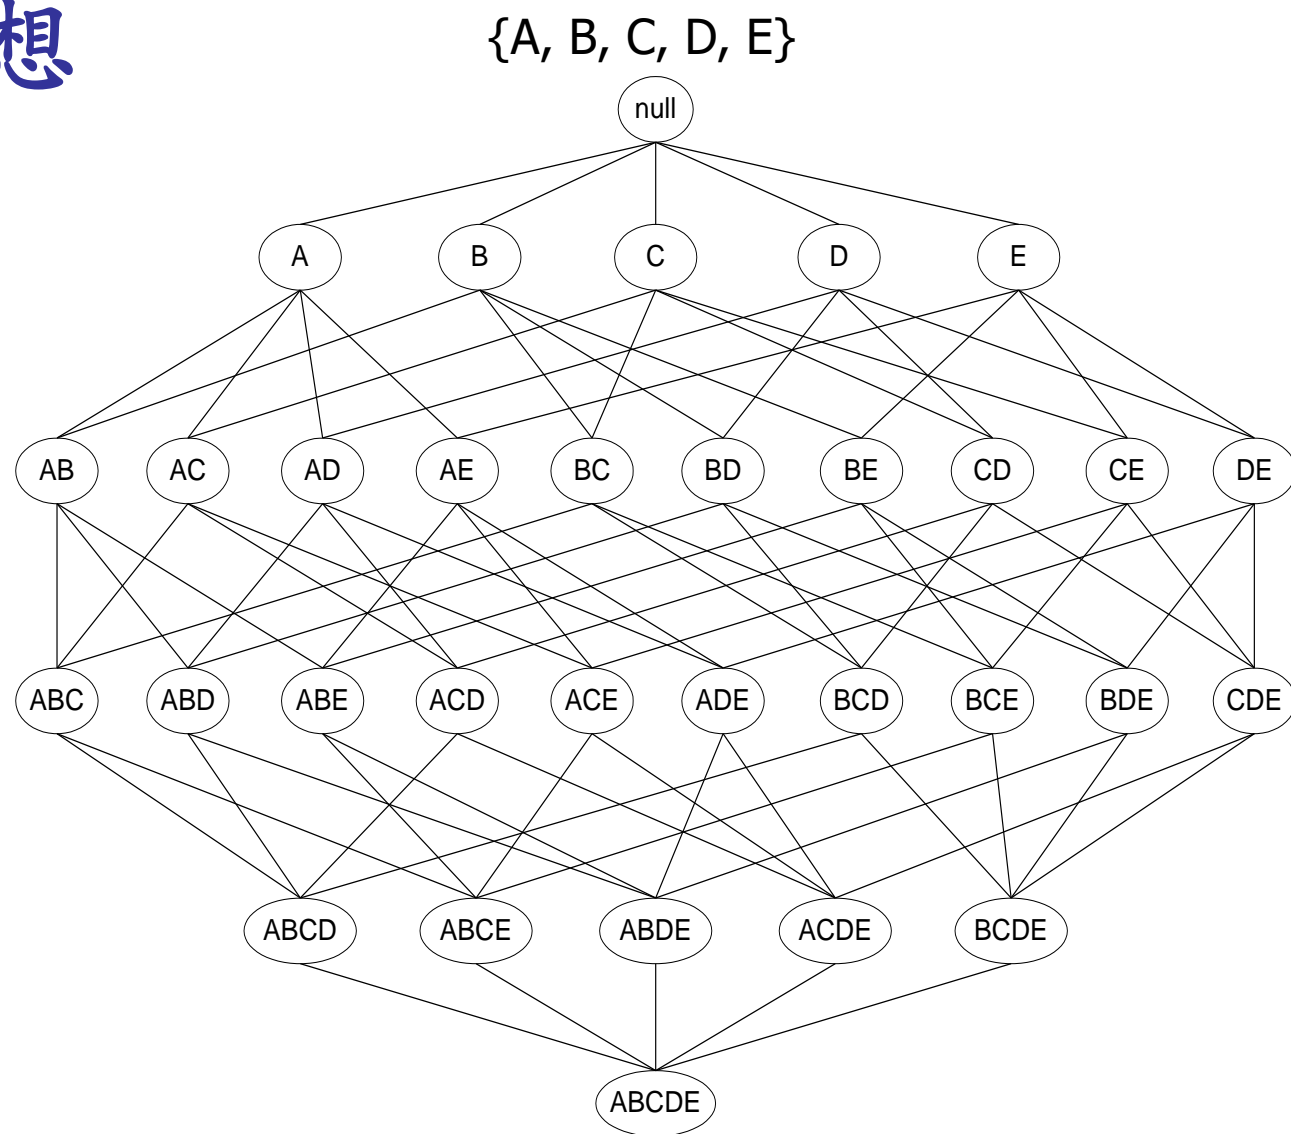 想
{A, B, C, D, E}
null
A B C D E
AB AC AD AE BC BD BE CD CE DE
ABC ABD ABE ACD ACE ADE BCD BCE BDE CDE
ABCD ABCE ABDE ACDE BCDE
ABCDE